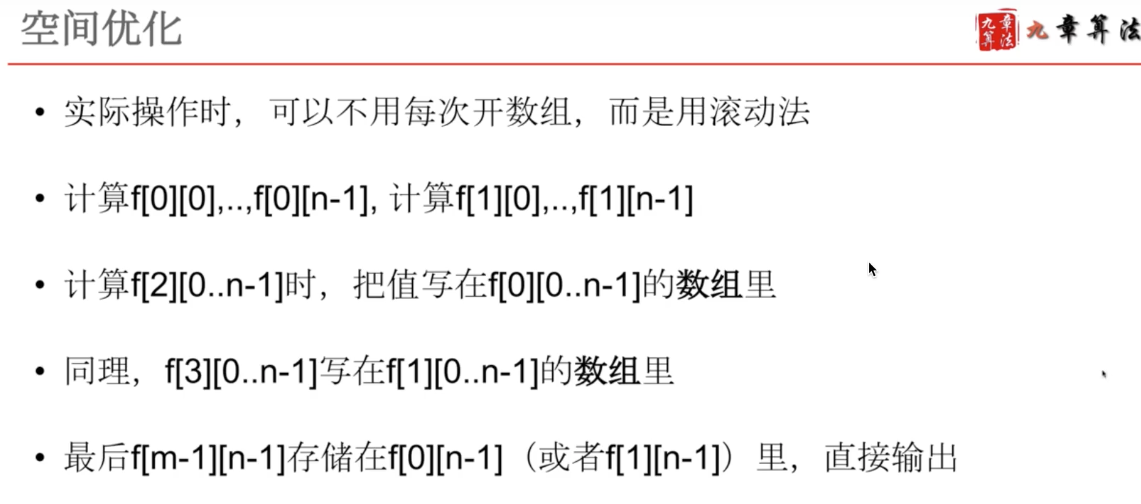 空间优化
九章算法
九章算法
• 实际操作时，可以不用每次开数组，而是用滚动法
• 计算f[0][0],..,f[0][n-1], 计算f[1][0],..,f[1][n-1]
• 计算f[2][0..n-1]时，把值写在f[0][0..n-1]的数组里
• 同理，f[3][0..n-1]写在f[1][0..n-1]的数组里
• 最后f[m-1][n-1]存储在f[0][n-1]（或者f[1][n-1]）里，直接输出